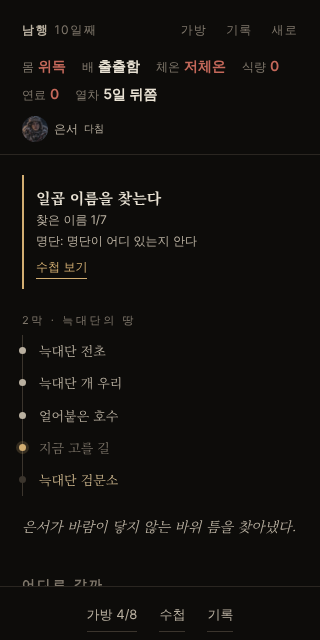 남행 10일째 가방 기록 새로
몸 위독 배 출출함 체온 저체온 식량 0
연료 0 열차 5일 뒤쯤
은서 다침
일곱 이름을 찾는다
찾은 이름 1/7
명단: 명단이 어디 있는지 안다
수첩 보기
2막 · 늑대단의 땅
늑대단 전초
늑대단 개 우리
얼어붙은 호수
지금 고를 길
늑대단 검문소
은서가 바람이 닿지 않는 바위 틈을 찾아냈다.
어디로 갈까
가방 4/8 수첩 기록